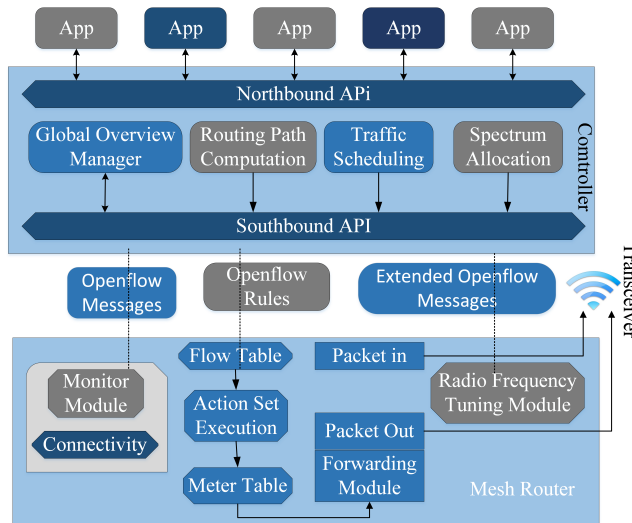 App App App App App
Northbound APi
Global Overview Manager
Routing Path Computation
Traffic Scheduling
Spectrum Allocation
Comtroller
Southbound API
Openflow Messages
Openflow Rules
Extended Openflow Messages
Transceiver
Flow Table
Packet in
Monitor Module
Action Set Execution
Radio Frequency Tuning Module
Connectivity
Packet Out
Forwarding Module
Meter Table
Mesh Router